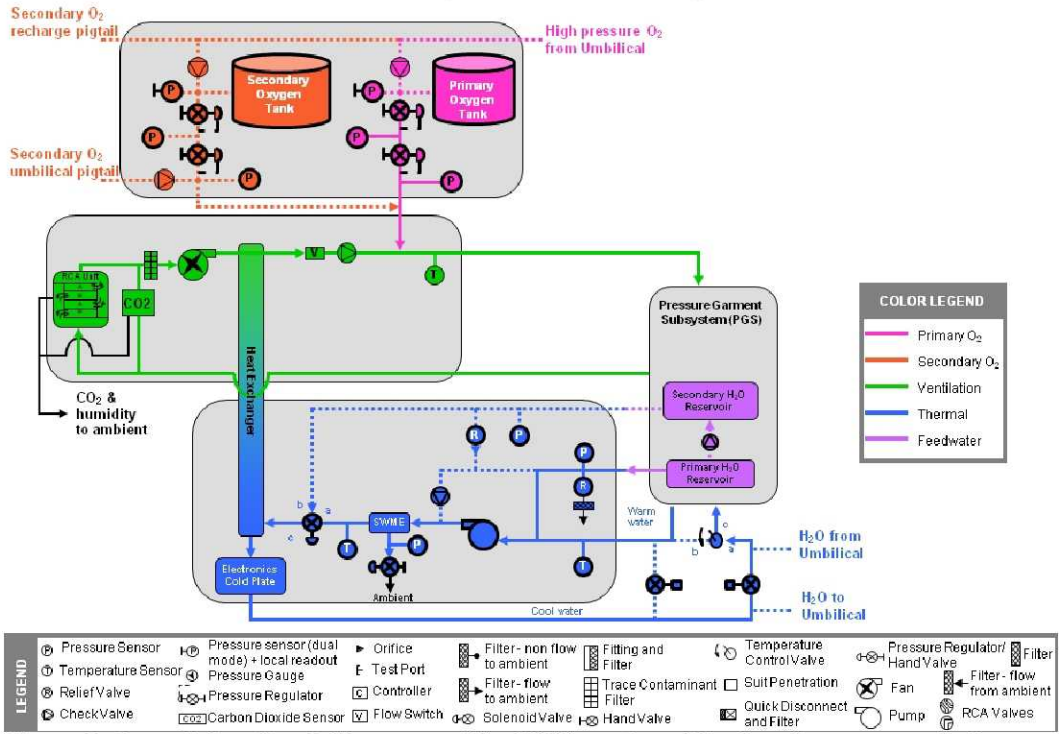 Secondary O₂
recharge pigtail
High pressure O₂
from Umbilical
Secondary
Oxygen
Tank
Primary
Oxygen
Tank
P
P
P
P
Secondary O₂
umbilical pigtail
P
P
RCA Unit
CO2
V
T
Heat Exchanger
CO₂ &
humidity
to ambient
Pressure Garment
Subsystem (PGS)
Secondary H₂O
Reservoir
Primary H₂O
Reservoir
COLOR LEGEND
Primary O₂
Secondary O₂
Ventilation
Thermal
Feedwater
R
P
P
R
b
a
c
SWME
P
T
T
Ambient
Electronics
Cold Plate
Warm
water
Cool water
c
b
a
H₂O from
Umbilical
H₂O to
Umbilical
LEGEND
P Pressure Sensor
T Temperature Sensor
R Relief Valve
Check Valve
P Pressure sensor (dual
mode) + local readout
Pressure Gauge
Pressure Regulator
CO2 Carbon Dioxide Sensor
Orifice
Test Port
C Controller
V Flow Switch
Filter- non flow
to ambient
Filter- flow
to ambient
Solenoid Valve
Fitting and
Filter
Trace Contaminant
Filter
Hand Valve
Temperature
Control Valve
Suit Penetration
Quick Disconnect
and Filter
Pressure Regulator/
Hand Valve
Fan
Pump
Filter
Filter- flow
from ambient
RCA Valves